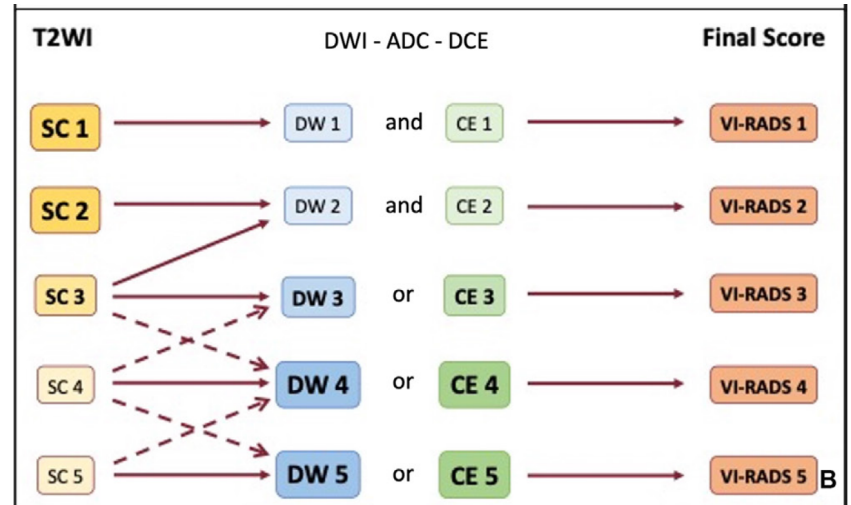 T2WI DWI - ADC - DCE Final Score
SC 1 DW 1 and CE 1 VI-RADS 1
SC 2 DW 2 and CE 2 VI-RADS 2
SC 3 DW 3 or CE 3 VI-RADS 3
SC 4 DW 4 or CE 4 VI-RADS 4
SC 5 DW 5 or CE 5 VI-RADS 5 B